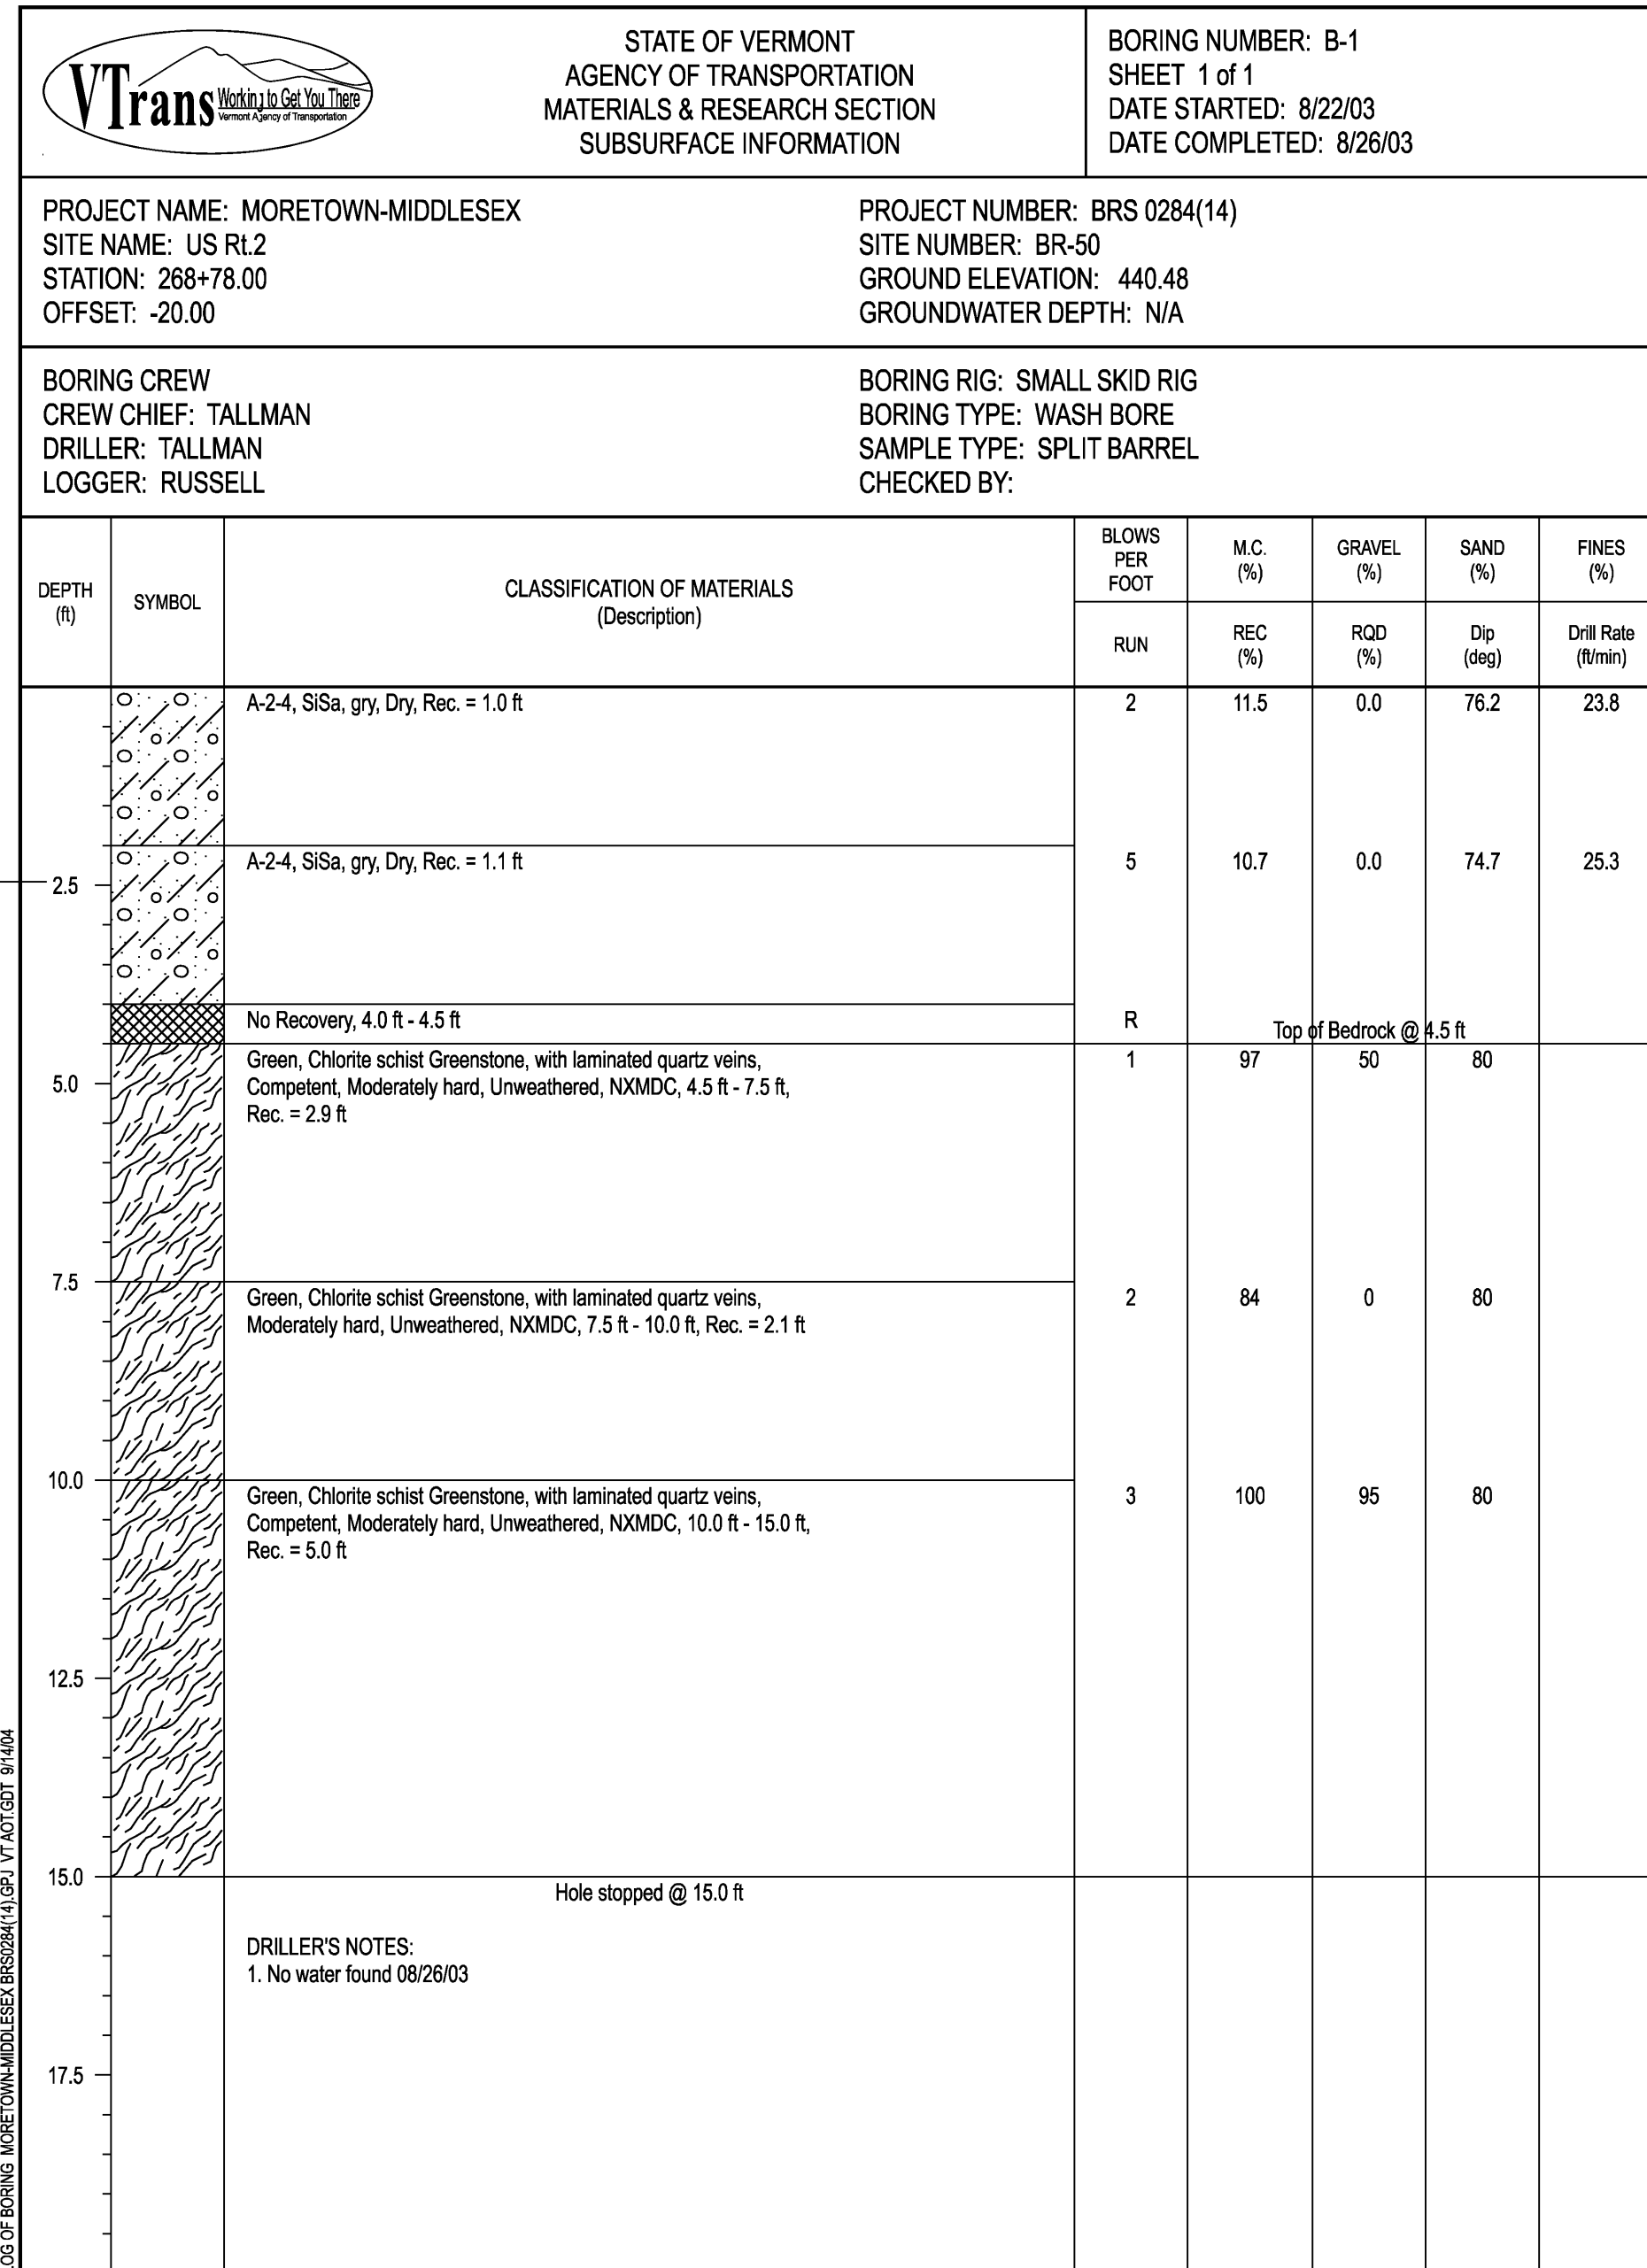 VTrans Working to Get You There
Vermont Agency of Transportation
STATE OF VERMONT
AGENCY OF TRANSPORTATION
MATERIALS & RESEARCH SECTION
SUBSURFACE INFORMATION
BORING NUMBER: B-1
SHEET 1 of 1
DATE STARTED: 8/22/03
DATE COMPLETED: 8/26/03
PROJECT NAME: MORETOWN-MIDDLESEX
SITE NAME: US Rt.2
STATION: 268+78.00
OFFSET: -20.00
PROJECT NUMBER: BRS 0284(14)
SITE NUMBER: BR-50
GROUND ELEVATION: 440.48
GROUNDWATER DEPTH: N/A
BORING CREW
CREW CHIEF: TALLMAN
DRILLER: TALLMAN
LOGGER: RUSSELL
BORING RIG: SMALL SKID RIG
BORING TYPE: WASH BORE
SAMPLE TYPE: SPLIT BARREL
CHECKED BY:
DEPTH
(ft)
SYMBOL
CLASSIFICATION OF MATERIALS
(Description)
BLOWS
PER
FOOT
M.C.
(%)
GRAVEL
(%)
SAND
(%)
FINES
(%)
RUN
REC
(%)
RQD
(%)
Dip
(deg)
Drill Rate
(ft/min)
A-2-4, SiSa, gry, Dry, Rec. = 1.0 ft 2 11.5 0.0 76.2 23.8
A-2-4, SiSa, gry, Dry, Rec. = 1.1 ft 5 10.7 0.0 74.7 25.3
2.5
No Recovery, 4.0 ft - 4.5 ft R
Top of Bedrock @ 4.5 ft
Green, Chlorite schist Greenstone, with laminated quartz veins, 1 97 50 80
5.0 Competent, Moderately hard, Unweathered, NXMDC, 4.5 ft - 7.5 ft,
Rec. = 2.9 ft
7.5
Green, Chlorite schist Greenstone, with laminated quartz veins, 2 84 0 80
Moderately hard, Unweathered, NXMDC, 7.5 ft - 10.0 ft, Rec. = 2.1 ft
10.0
Green, Chlorite schist Greenstone, with laminated quartz veins, 3 100 95 80
Competent, Moderately hard, Unweathered, NXMDC, 10.0 ft - 15.0 ft,
Rec. = 5.0 ft
12.5
15.0
Hole stopped @ 15.0 ft
DRILLER'S NOTES:
1. No water found 08/26/03
17.5
OG OF BORING MORETOWN-MIDDLESEX BRS0284(14).GPJ VT AOT.GDT 9/14/04